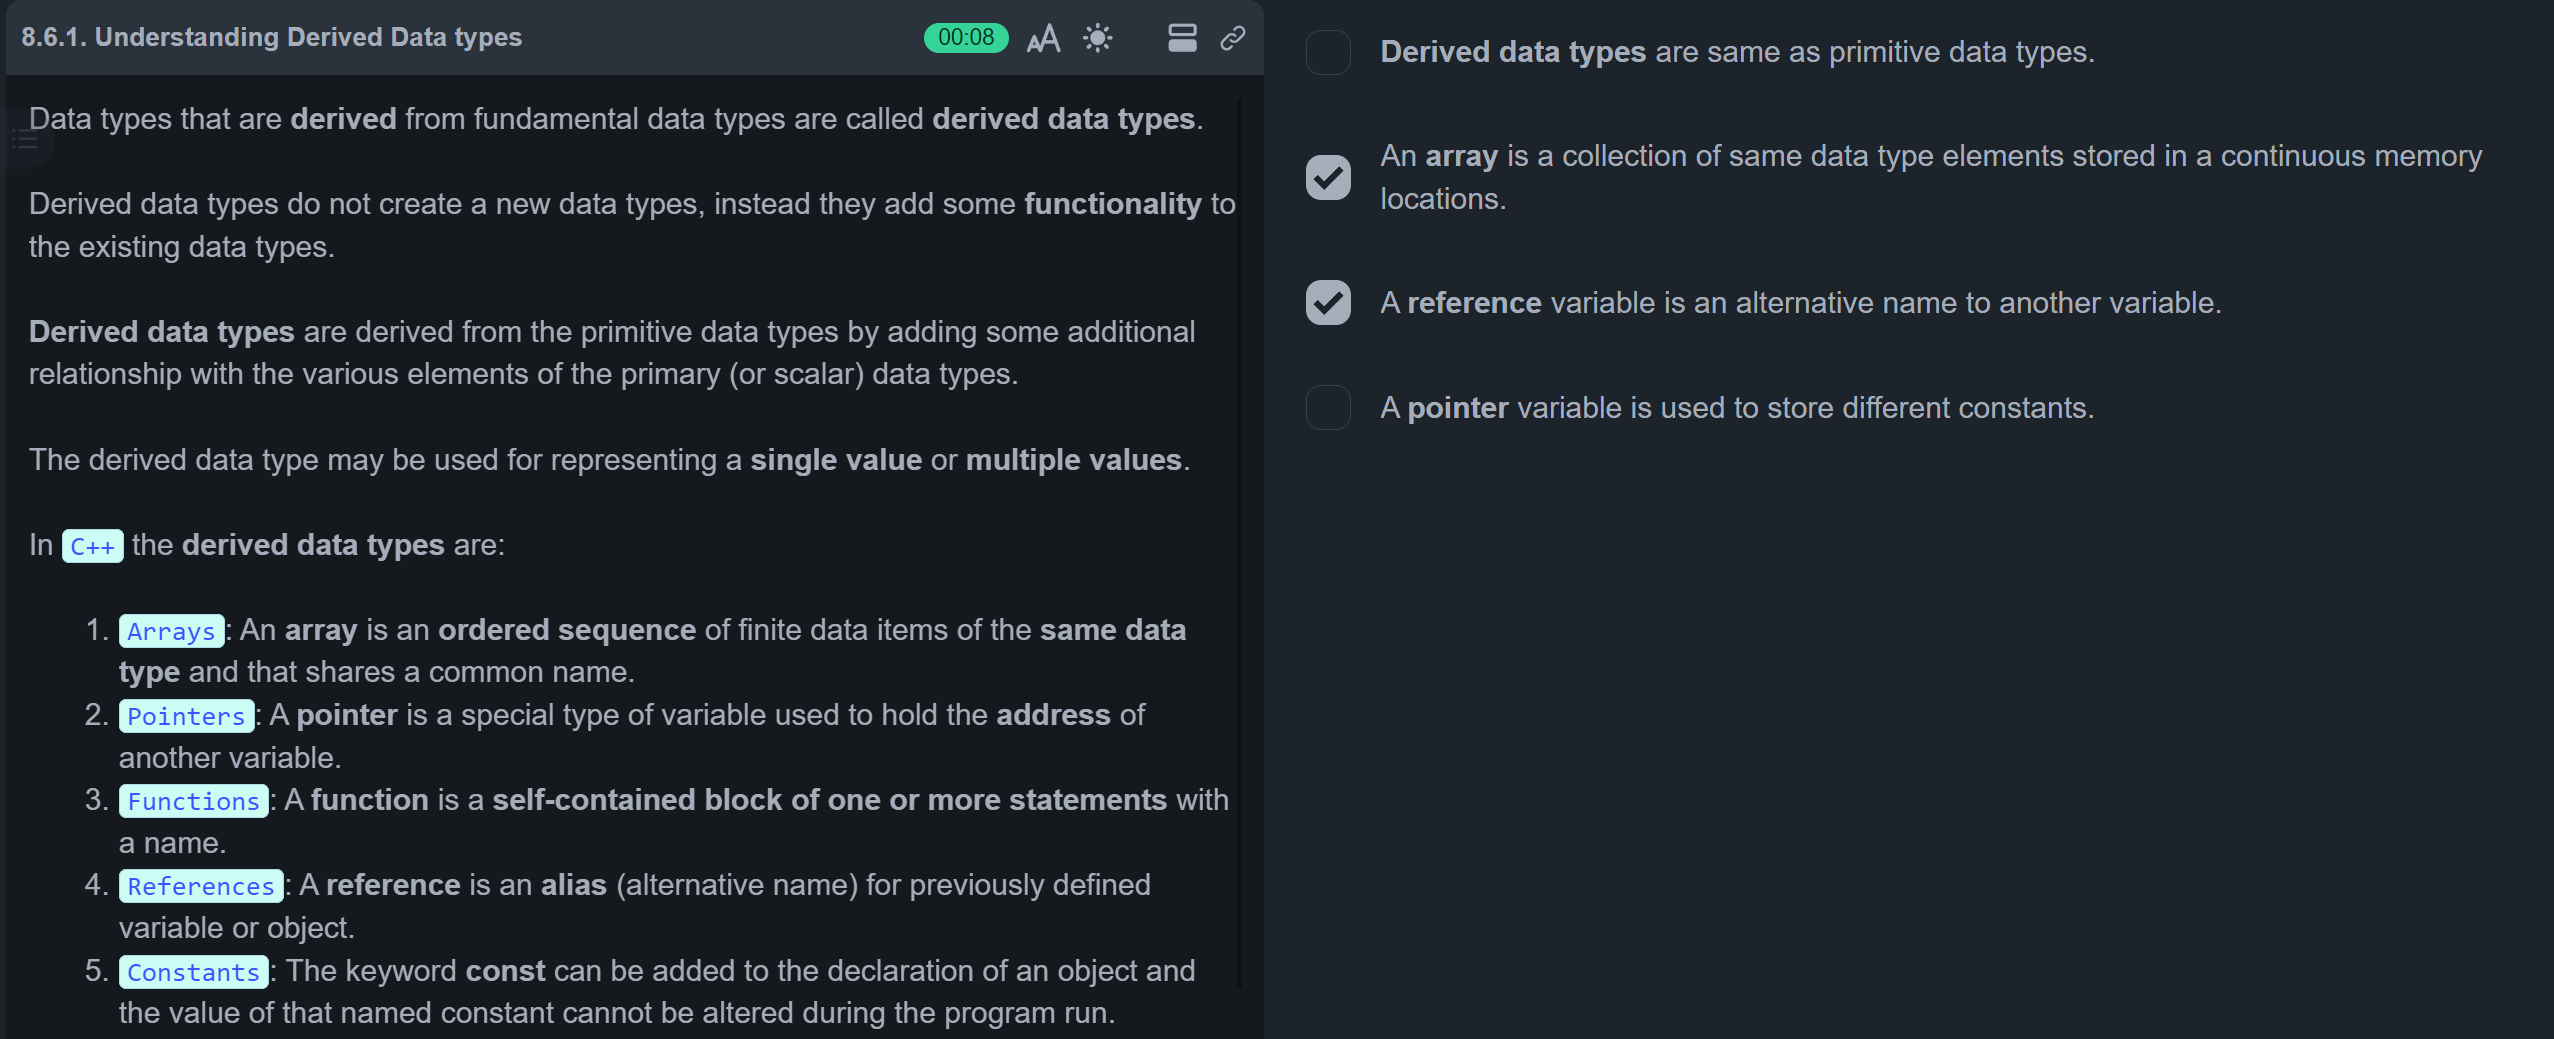 8.6.1. Understanding Derived Data types
00:08
Data types that are derived from fundamental data types are called derived data types.
Derived data types do not create a new data types, instead they add some functionality to
the existing data types.
Derived data types are derived from the primitive data types by adding some additional
relationship with the various elements of the primary (or scalar) data types.
The derived data type may be used for representing a single value or multiple values.
In C++ the derived data types are:
1. Arrays: An array is an ordered sequence of finite data items of the same data
type and that shares a common name.
2. Pointers: A pointer is a special type of variable used to hold the address of
another variable.
3. Functions: A function is a self-contained block of one or more statements with
a name.
4. References: A reference is an alias (alternative name) for previously defined
variable or object.
5. Constants: The keyword const can be added to the declaration of an object and
the value of that named constant cannot be altered during the program run.
Derived data types are same as primitive data types.
An array is a collection of same data type elements stored in a continuous memory
locations.
A reference variable is an alternative name to another variable.
A pointer variable is used to store different constants.